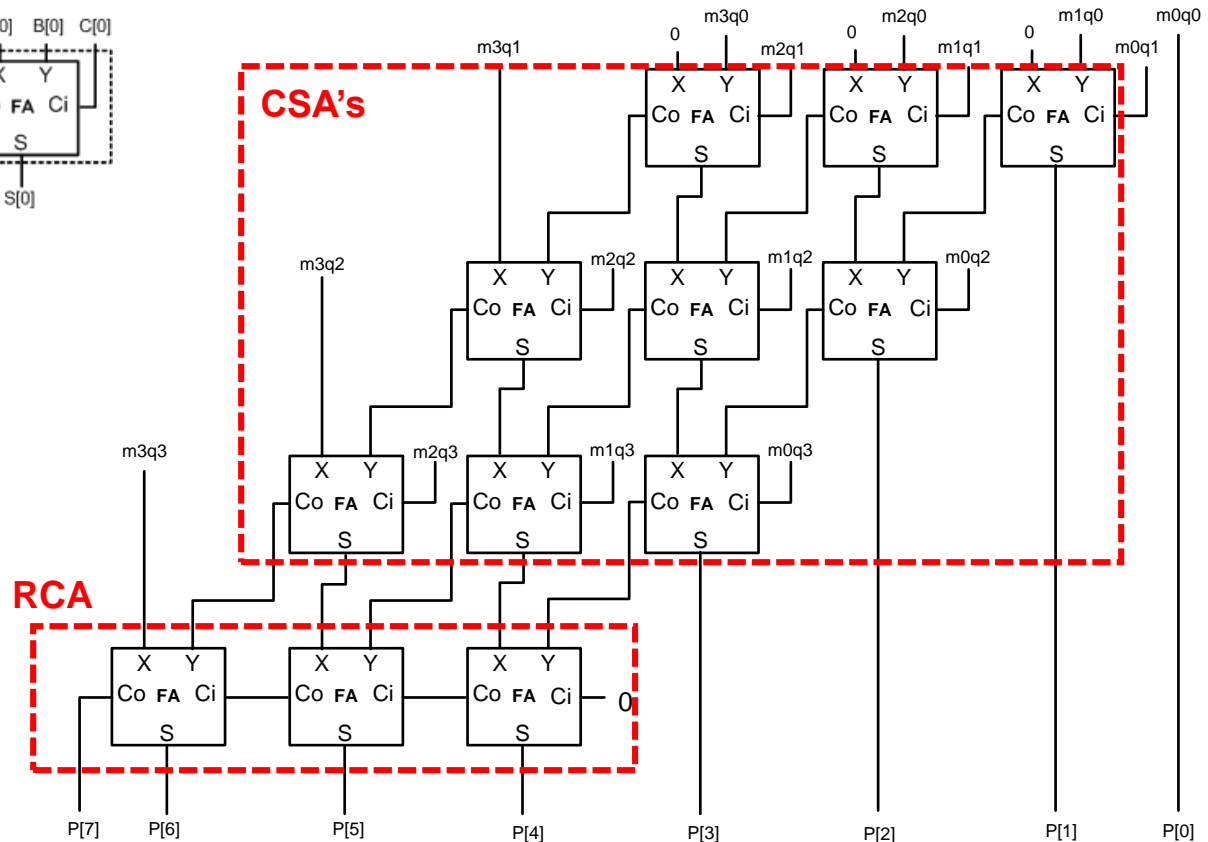 0] B[0] C[0]
X Y
FA Ci
S
S[0]
m3q0 m2q0 m1q0 m0q0
0 0 0
m3q1 m2q1 m1q1 m0q1
CSA's
X Y X Y X Y
Co FA Ci Co FA Ci Co FA Ci
S S S
m3q2 m2q2 m1q2 m0q2
X Y X Y X Y
Co FA Ci Co FA Ci Co FA Ci
S S S
m3q3 m2q3 m1q3 m0q3
X Y X Y X Y
Co FA Ci Co FA Ci Co FA Ci
S S S
RCA
X Y X Y X Y
Co FA Ci Co FA Ci Co FA Ci 0
S S S
P[7] P[6] P[5] P[4] P[3] P[2] P[1] P[0]